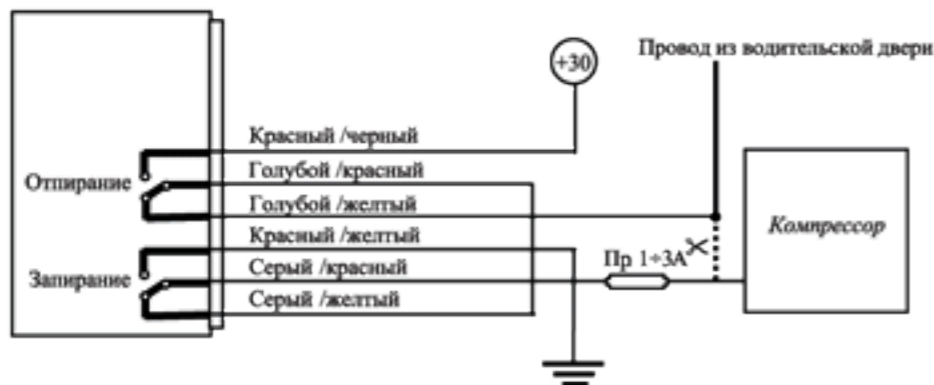 +30
Провод из водительской двери
Красный /черный
Голубой /красный
Отпирание
Голубой /желтый
Красный /желтый
Компрессор
Серый /красный
Пр 1÷3А
Запирание
Серый /желтый